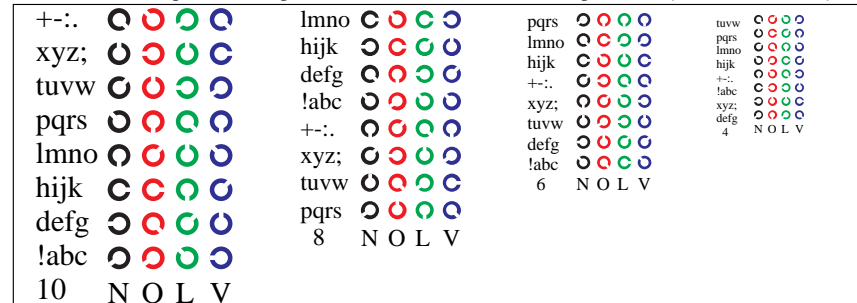 +-:.
xyz;
tuvw
pqrs
lmno
hijk
defg
!abc
10 N O L V
lmno
hijk
defg
!abc
+-:.
xyz;
tuvw
pqrs
8 N O L V
pqrs
lmno
hijk
+-:.
xyz;
tuvw
defg
!abc
6 N O L V
tuvw
pqrs
lmno
hijk
+-:.
!abc
xyz;
defg
4 N O L V